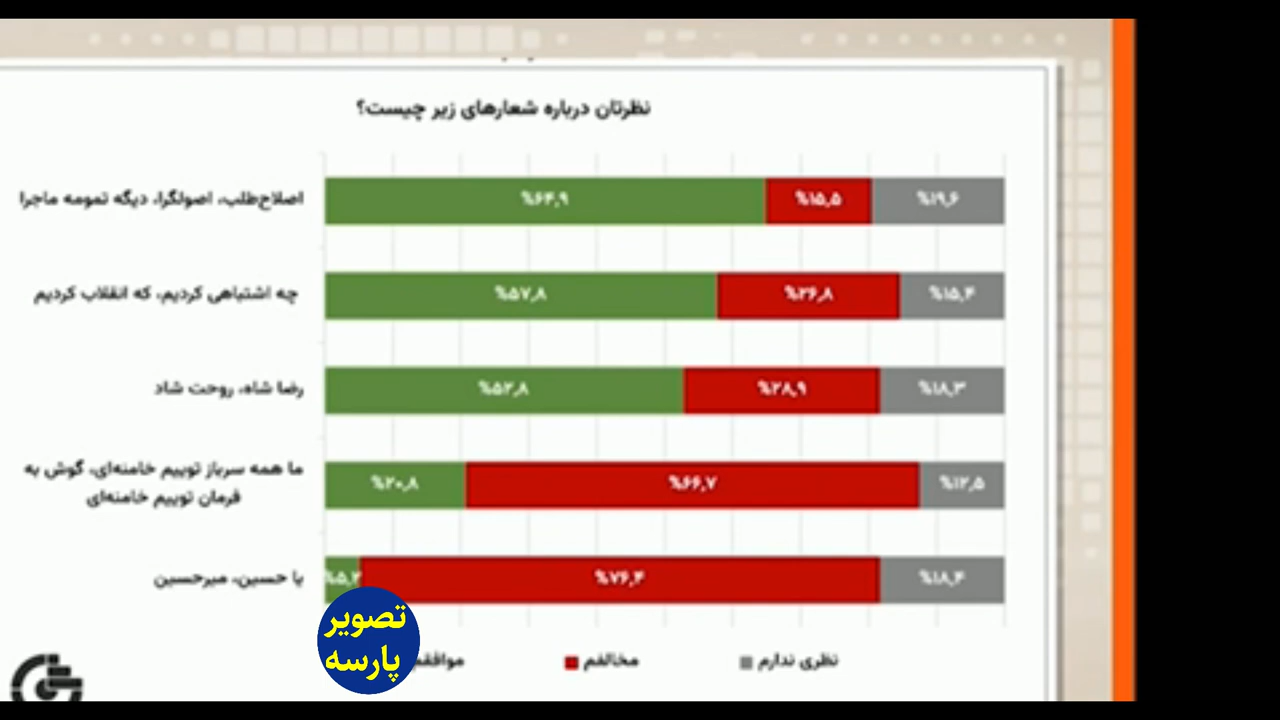 نظرتان درباره شعارهای زیر چیست؟
اصلاح‌طلب، اصولگرا، دیگه تمومه ماجرا
%۶۴,۹ %۱۵,۵ %۱۹,۶
چه اشتباهی کردیم، که انقلاب کردیم
%۵۷,۸ %۲۶,۸ %۱۵,۴
رضا شاه، روحت شاد
%۵۲,۸ %۲۸,۹ %۱۸,۳
ما همه سرباز توییم خامنه‌ای، گوش به
فرمان توییم خامنه‌ای
%۲۰,۸ %۶۶,۷ %۱۲,۵
یا حسین، میرحسین
%۵,۲ %۷۶,۴ %۱۸,۴
موافقم مخالفم نظری ندارم
تصویر
پارسه